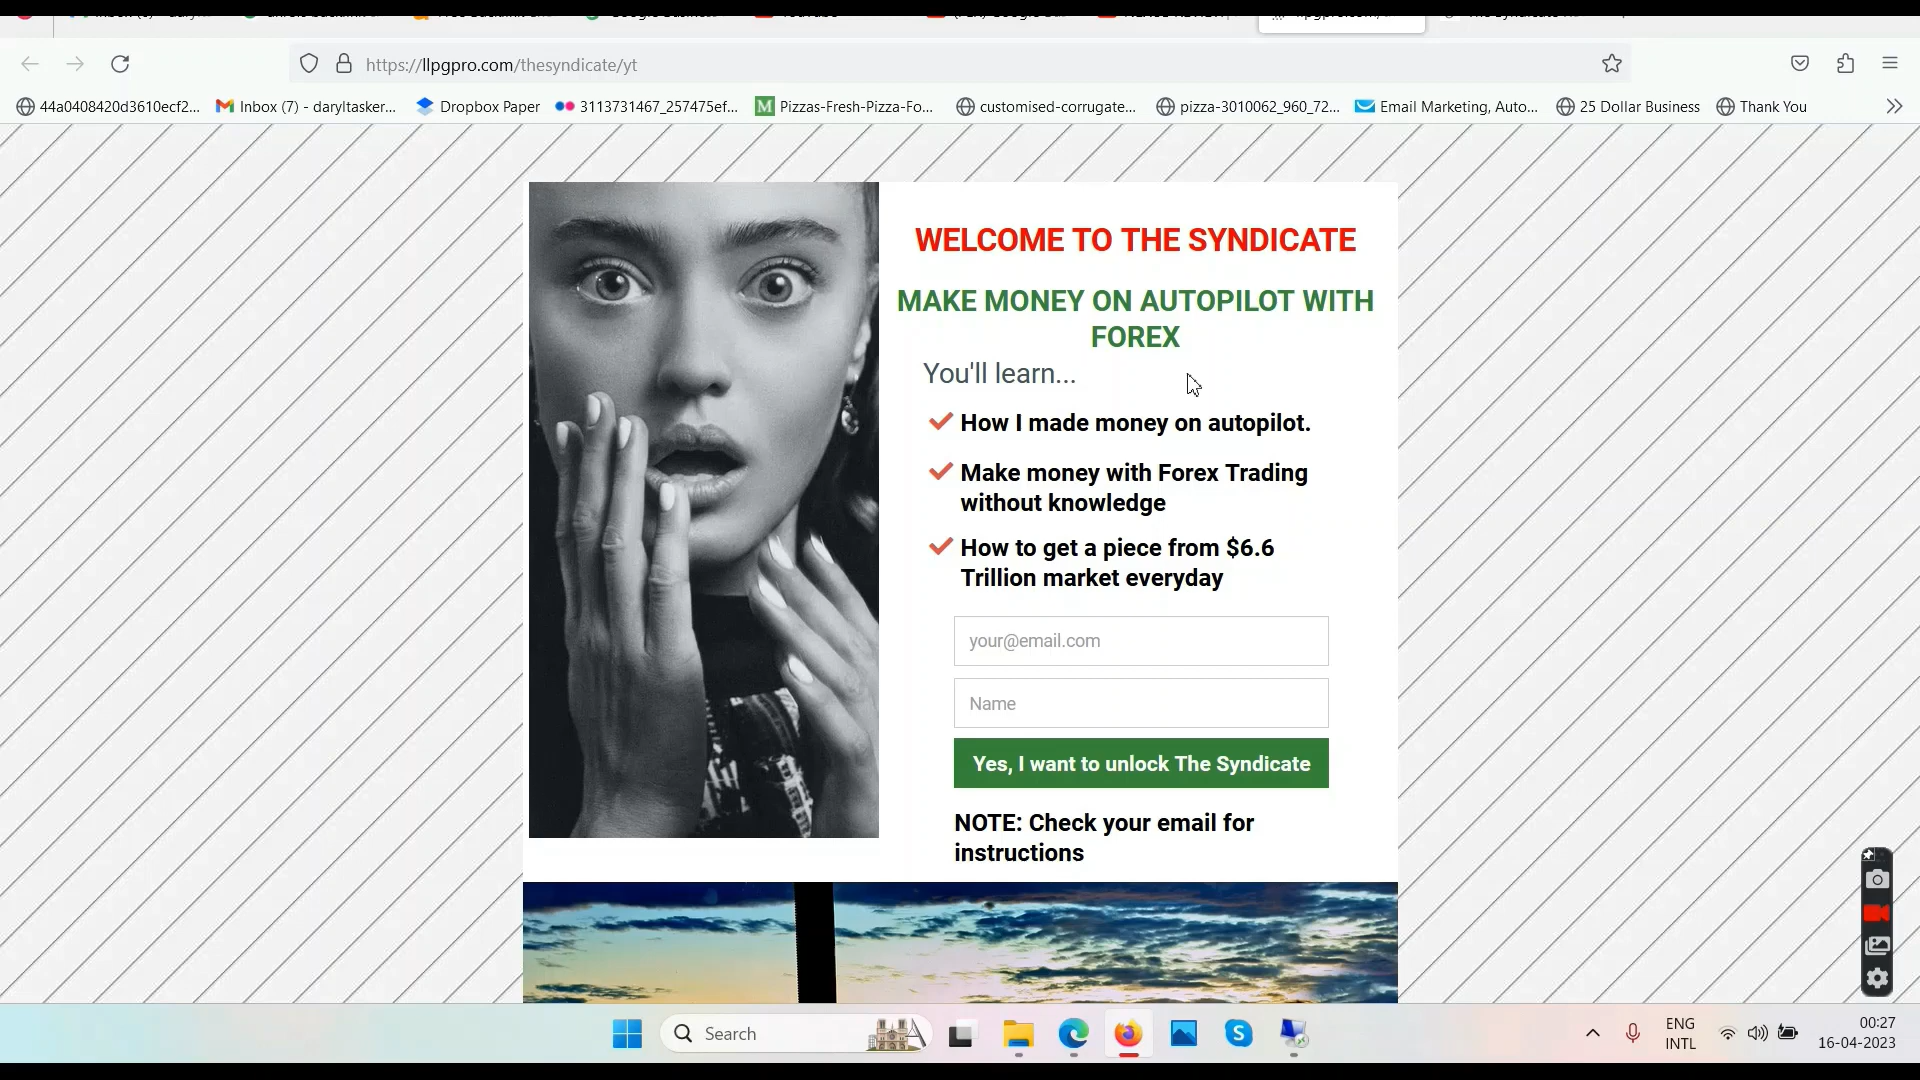 https://llpgpro.com/thesyndicate/yt
44a0408420d3610ecf2... Inbox (7) - daryltasker... Dropbox Paper 3113731467_257475ef... M Pizzas-Fresh-Pizza-Fo... customised-corrugate... pizza-3010062_960_72... Email Marketing, Auto... 25 Dollar Business Thank You
WELCOME TO THE SYNDICATE
MAKE MONEY ON AUTOPILOT WITH
FOREX
You'll learn...
How I made money on autopilot.
Make money with Forex Trading
without knowledge
How to get a piece from $6.6
Trillion market everyday
your@email.com
Name
Yes, I want to unlock The Syndicate
NOTE: Check your email for
instructions
Search
S
ENG
INTL
00:27
16-04-2023